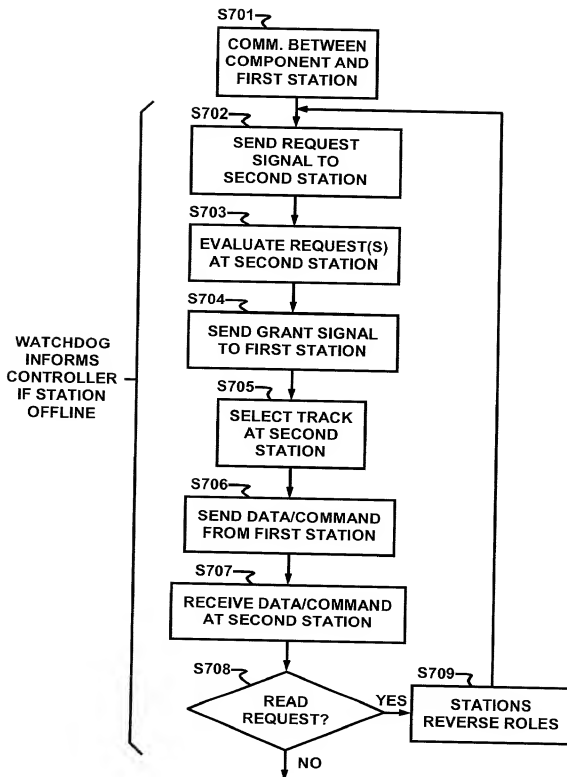 S701
COMM. BETWEEN
COMPONENT AND
FIRST STATION
S702
SEND REQUEST
SIGNAL TO
SECOND STATION
S703
EVALUATE REQUEST(S)
AT SECOND STATION
S704
SEND GRANT SIGNAL
TO FIRST STATION
WATCHDOG
INFORMS
CONTROLLER
IF STATION
OFFLINE
S705
SELECT TRACK
AT SECOND
STATION
S706
SEND DATA/COMMAND
FROM FIRST STATION
S707
RECEIVE DATA/COMMAND
AT SECOND STATION
S708
READ
REQUEST?
YES
S709
STATIONS
REVERSE ROLES
NO